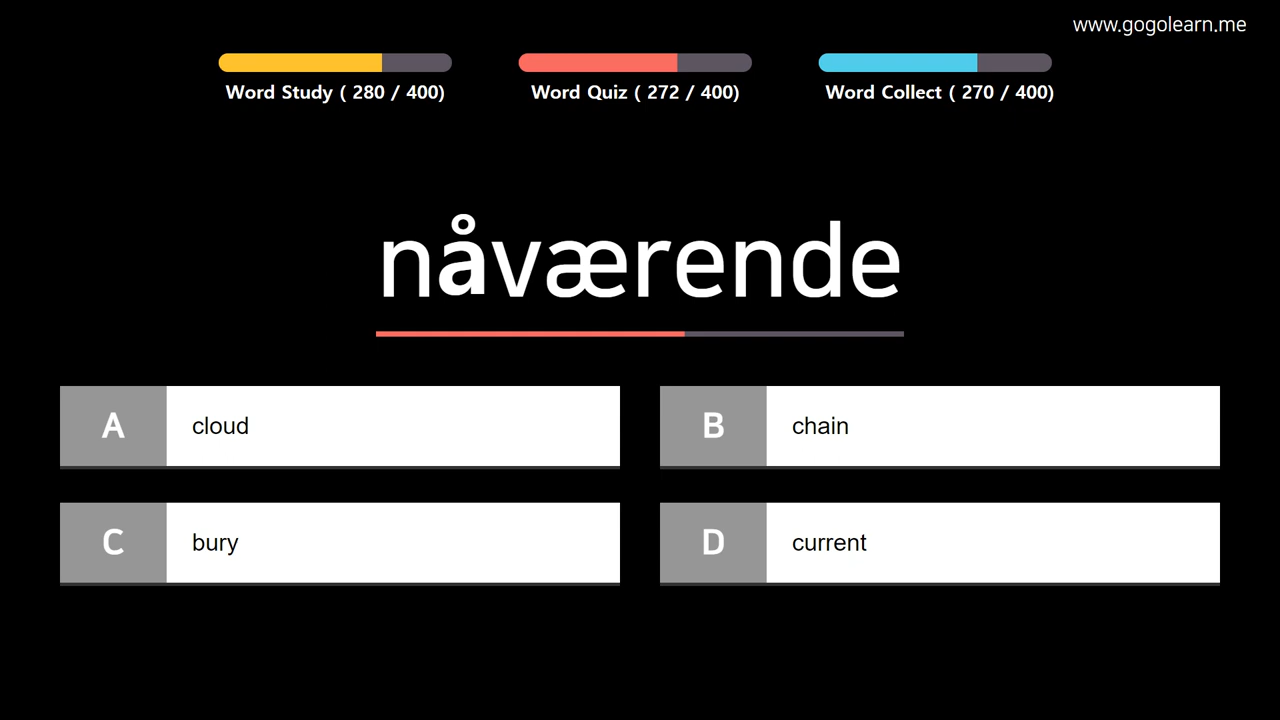 www.gogolearn.me
Word Study ( 280 / 400)
Word Quiz ( 272 / 400)
Word Collect ( 270 / 400)
nåværende
A cloud
B chain
C bury
D current